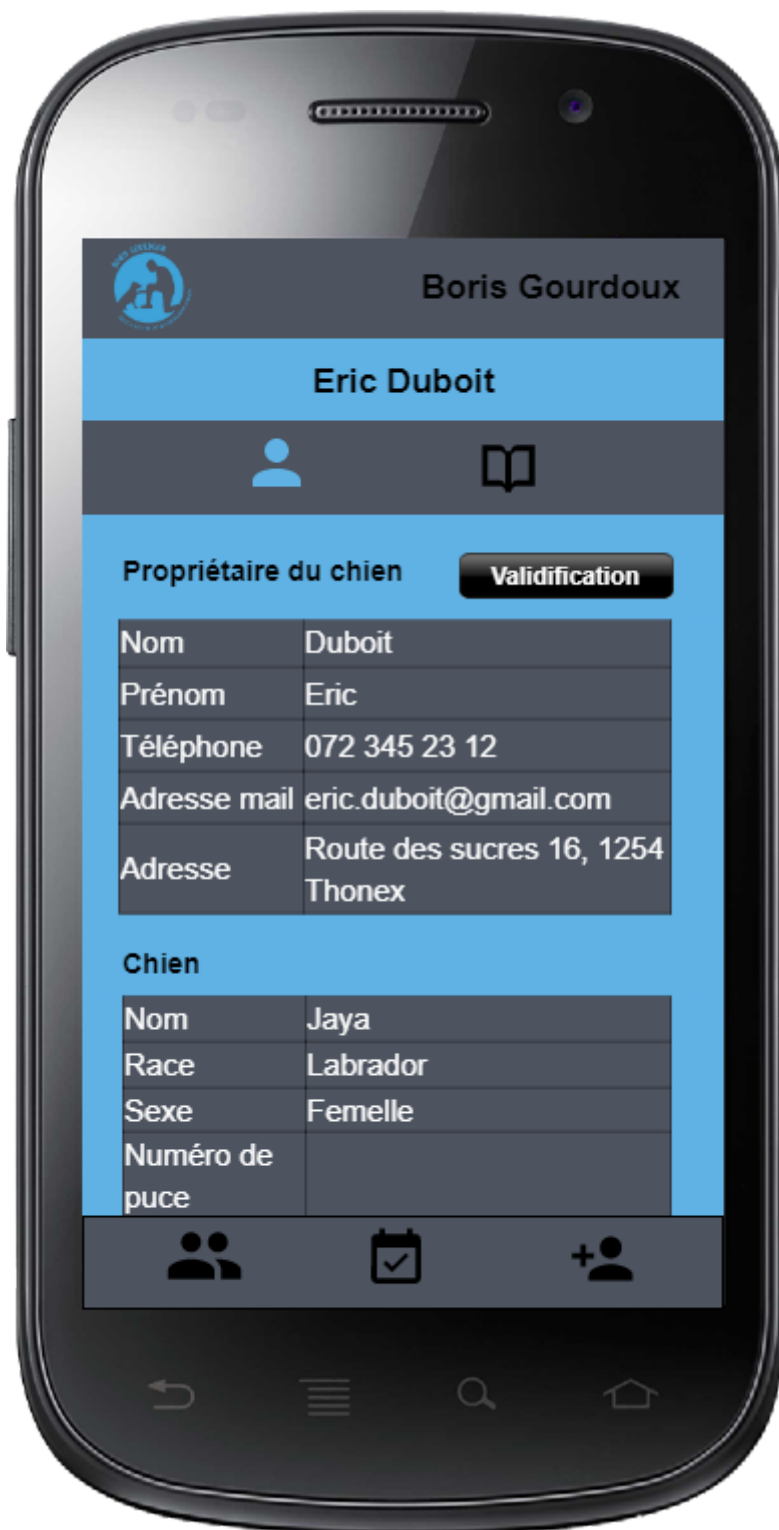 Boris Gourdoux
Eric Duboit
Propriétaire du chien
Validification
Nom Duboit
Prénom Eric
Téléphone 072 345 23 12
Adresse mail eric.duboit@gmail.com
Adresse Route des sucres 16, 1254
Thonex
Chien
Nom Jaya
Race Labrador
Sexe Femelle
Numéro de
puce